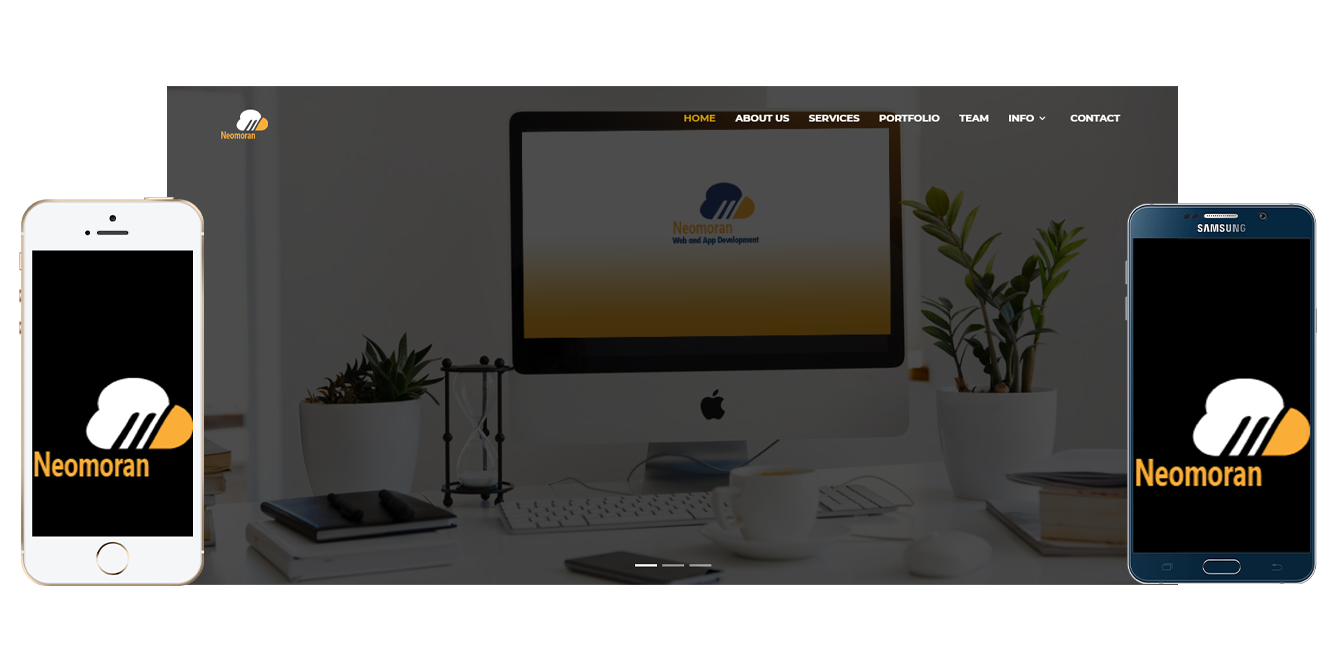 Neomoran
HOME ABOUT US SERVICES PORTFOLIO TEAM INFO CONTACT
Neomoran
Web and App Development
SAMSUNG
Neomoran
Neomoran